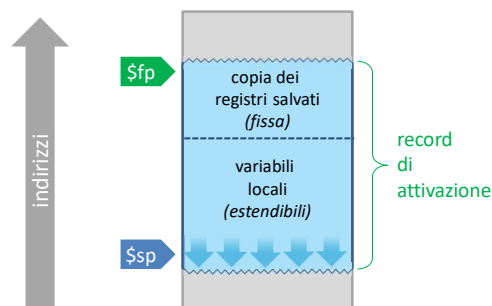 $fp
copia dei
registri salvati
(fissa)
variabili
locali
(estendibili)
$sp
record
di
attivazione
indirizzi